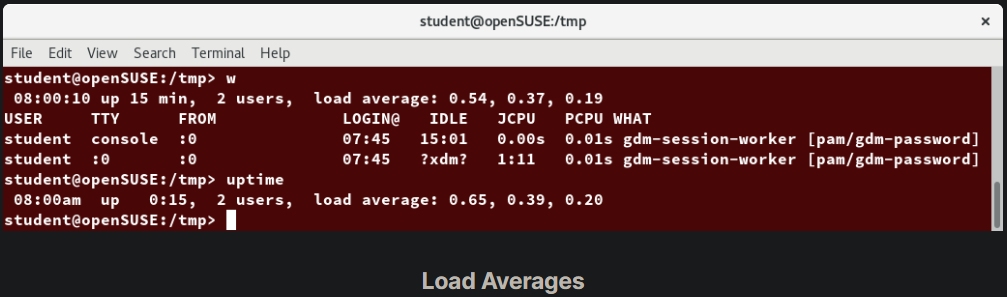 student@openSUSE:/tmp ×
File Edit View Search Terminal Help
student@openSUSE:/tmp> w
 08:00:10 up 15 min,  2 users,  load average: 0.54, 0.37, 0.19
USER     TTY      FROM             LOGIN@   IDLE   JCPU   PCPU WHAT
student  console  :0               07:45   15:01   0.00s  0.01s gdm-session-worker [pam/gdm-password]
student  :0       :0               07:45   ?xdm?   1:11   0.01s gdm-session-worker [pam/gdm-password]
student@openSUSE:/tmp> uptime
 08:00am  up   0:15,  2 users,  load average: 0.65, 0.39, 0.20
student@openSUSE:/tmp>
Load Averages